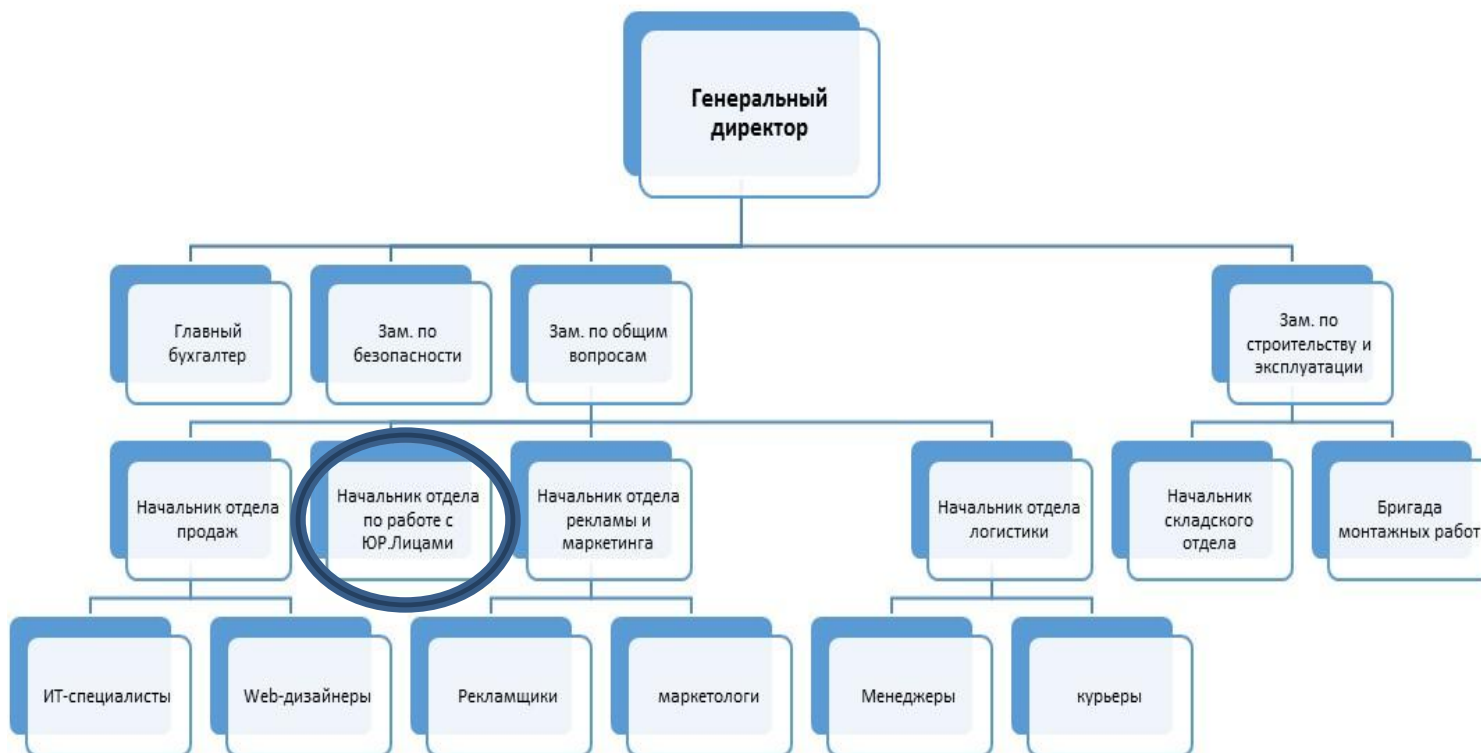 Генеральный
директор
Главный
бухгалтер
Зам. по
безопасности
Зам. по общим
вопросам
Зам. по
строительству и
эксплуатации
Начальник отдела
продаж
Начальник отдела
по работе с
ЮР.Лицами
Начальник отдела
рекламы и
маркетинга
Начальник отдела
логистики
Начальник
складского
отдела
Бригада
монтажных работ
ИТ-специалисты
Web-дизайнеры
Рекламщики
маркетологи
Менеджеры
курьеры